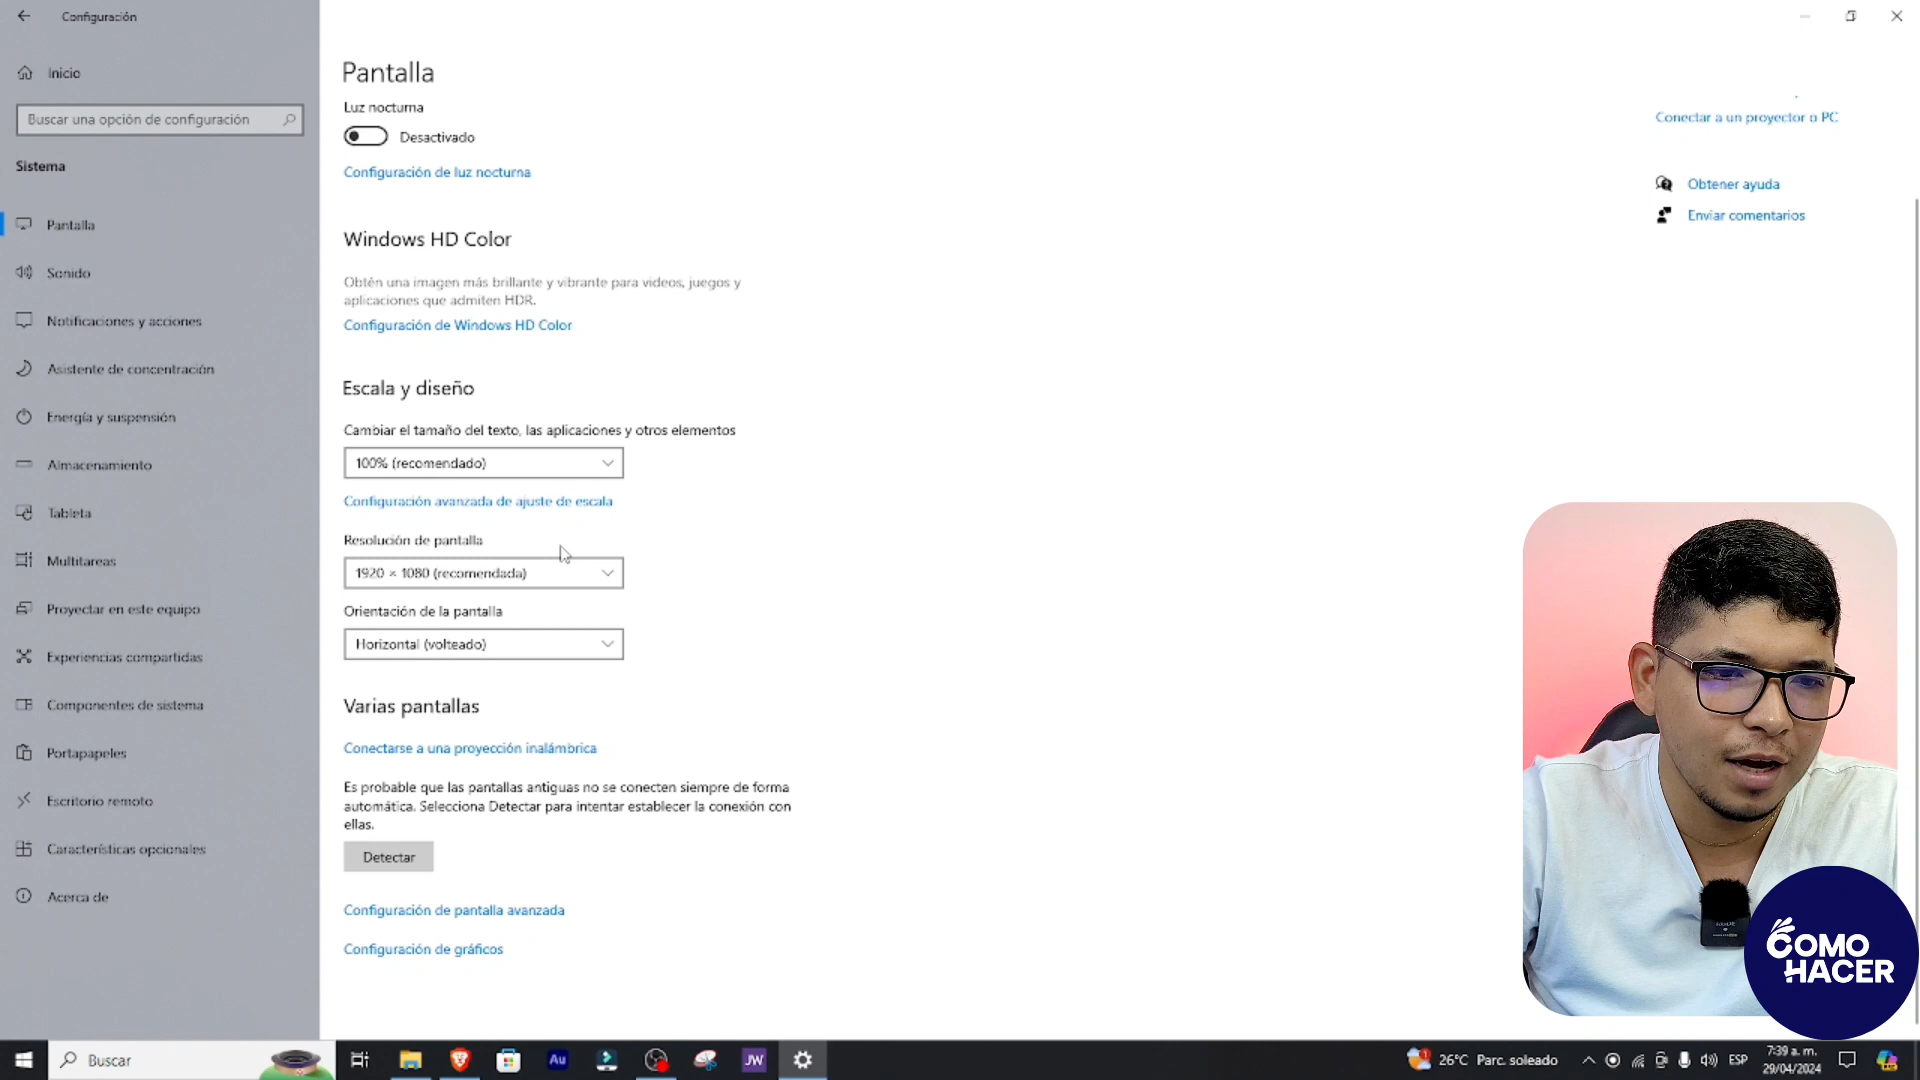 Configuración
Inicio
Buscar una opción de configuración
Sistema
Pantalla
Sonido
Notificaciones y acciones
Asistente de concentración
Energía y suspensión
Almacenamiento
Tableta
Multitareas
Proyectar en este equipo
Experiencias compartidas
Componentes de sistema
Portapapeles
Escritorio remoto
Características opcionales
Acerca de
Pantalla
Luz nocturna
Desactivado
Configuración de luz nocturna
Windows HD Color
Obtén una imagen más brillante y vibrante para videos, juegos y
aplicaciones que admiten HDR.
Configuración de Windows HD Color
Escala y diseño
Cambiar el tamaño del texto, las aplicaciones y otros elementos
100% (recomendado)
Configuración avanzada de ajuste de escala
Resolución de pantalla
1920 × 1080 (recomendada)
Orientación de la pantalla
Horizontal (volteado)
Varias pantallas
Conectarse a una proyección inalámbrica
Es probable que las pantallas antiguas no se conecten siempre de forma
automática. Selecciona Detectar para intentar establecer la conexión con
ellas.
Detectar
Configuración de pantalla avanzada
Configuración de gráficos
Conectar a un proyector o PC
Obtener ayuda
Enviar comentarios
COMO
HACER
Buscar
Au
JW
26°C Parc. soleado
ESP
7:39 a. m.
29/04/2024